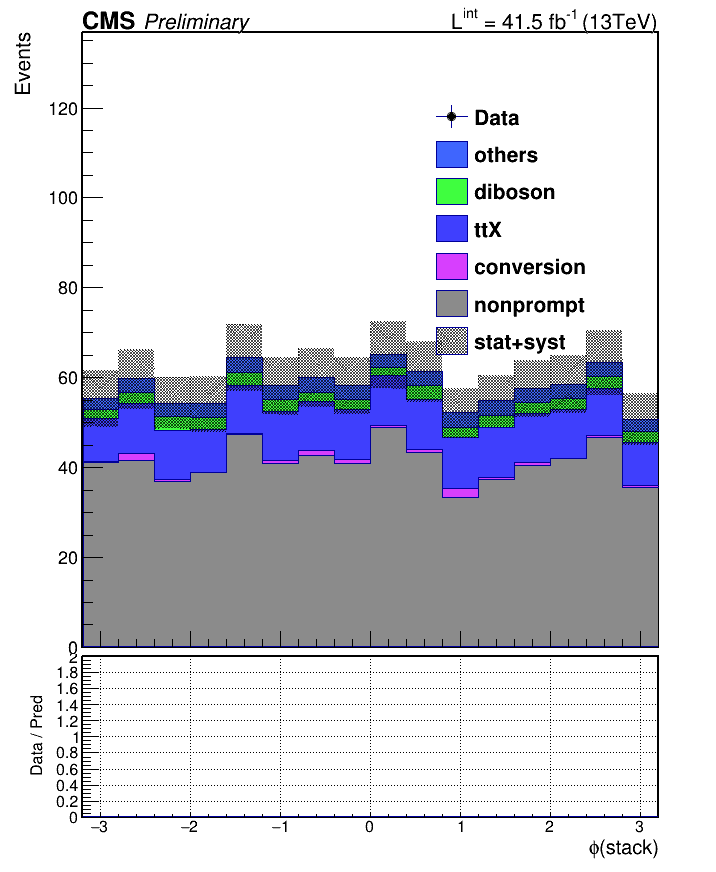 CMS Preliminary
L^int = 41.5 fb^-1 (13TeV)
Events
120
100
80
60
40
20
0
Data
others
diboson
ttX
conversion
nonprompt
stat+syst
Data / Pred
2
1.8
1.6
1.4
1.2
1
0.8
0.6
0.4
0.2
0
−3 −2 −1 0 1 2 3
ϕ(stack)